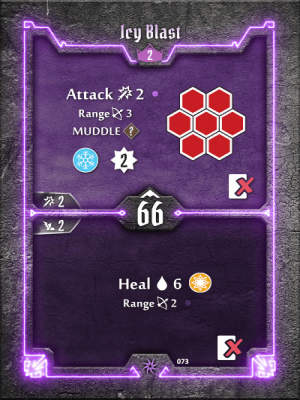 Icy Blast
2
Attack 2
Range 3
MUDDLE ?
2
66
2
2
Heal 6
Range 2
073